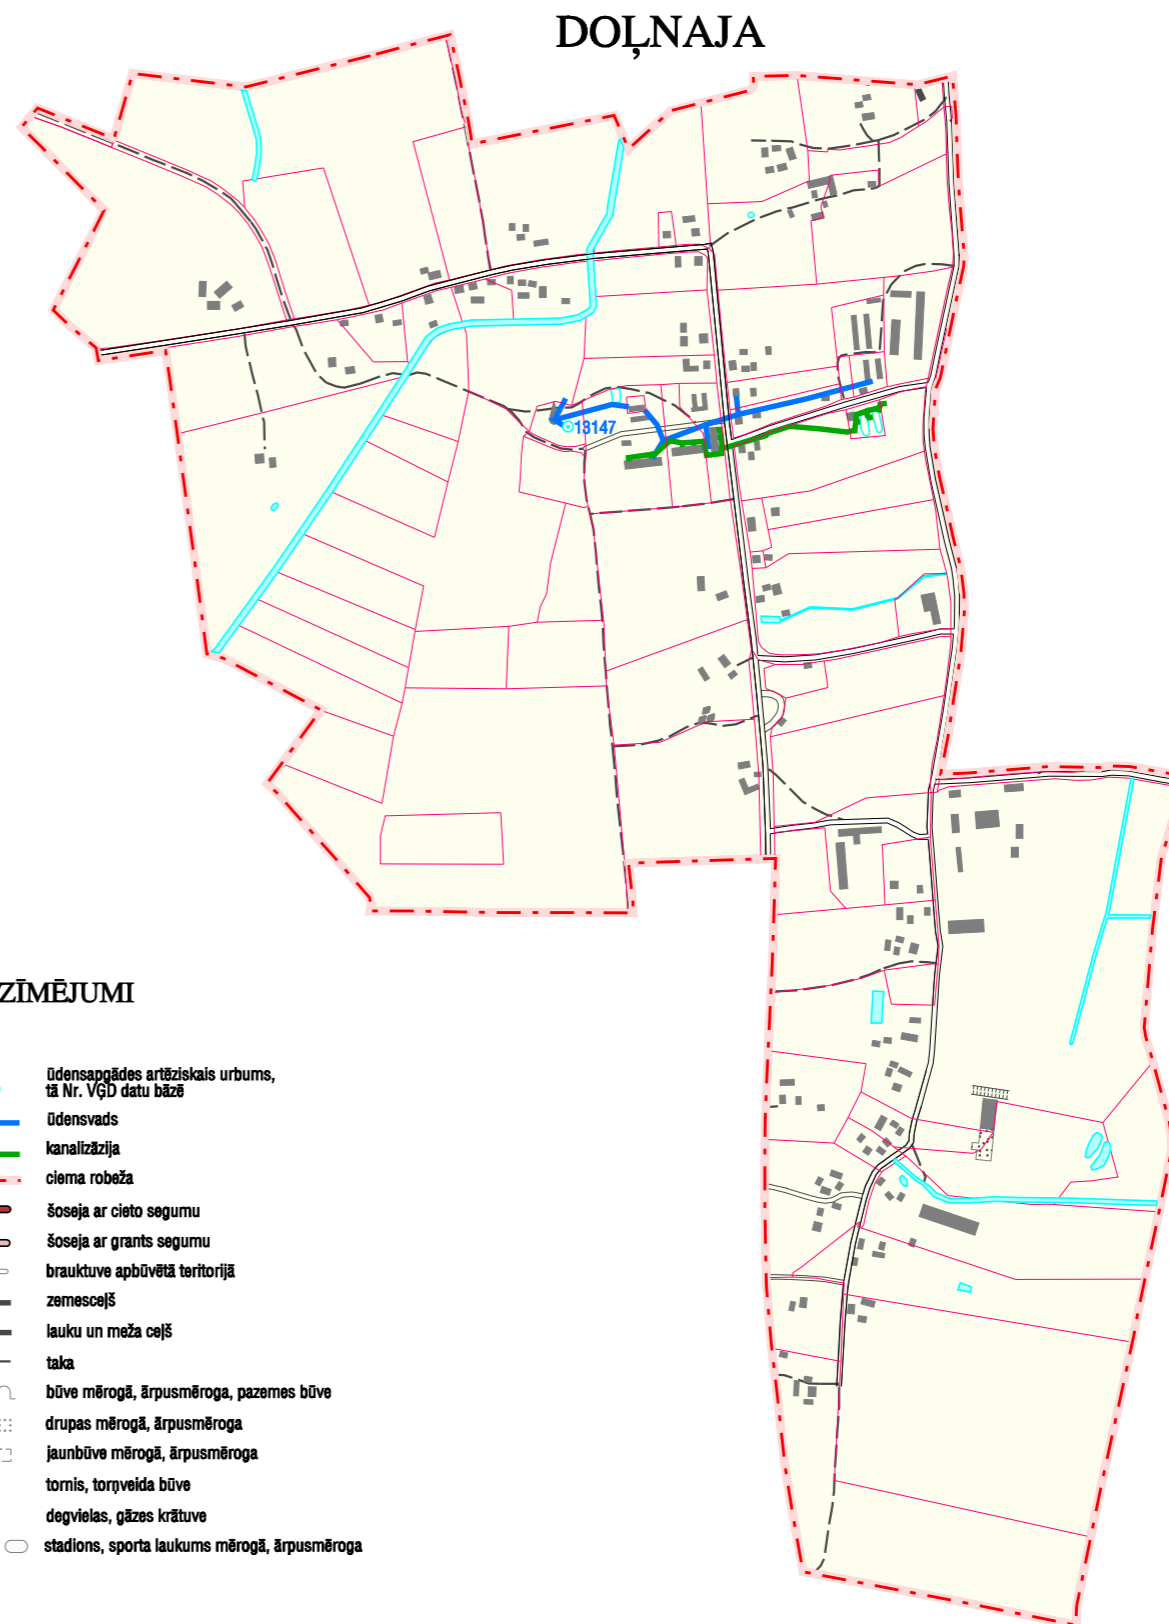 DOĻNAJA
13147
ZĪMĒJUMI
ūdensapgādes artēziskais urbums,
tā Nr. VĢD datu bāzē
ūdensvads
kanalizāzija
ciema robeža
šoseja ar cieto segumu
šoseja ar grants segumu
brauktuve apbūvētā teritorijā
zemesceļš
lauku un meža ceļš
taka
būve mērogā, ārpusmēroga, pazemes būve
drupas mērogā, ārpusmēroga
jaunbūve mērogā, ārpusmēroga
tornis, torņveida būve
degvielas, gāzes krātuve
stadions, sporta laukums mērogā, ārpusmēroga